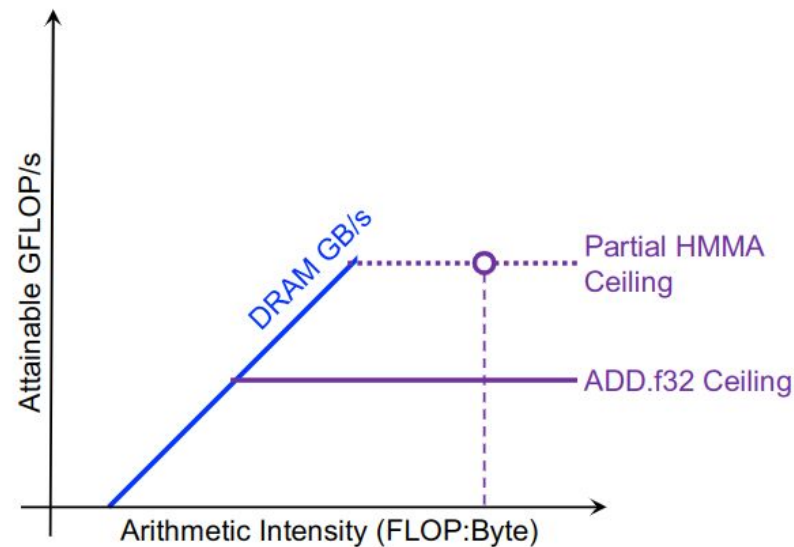 Attainable GFLOP/s
DRAM GB/s
Partial HMMA
Ceiling
ADD.f32 Ceiling
Arithmetic Intensity (FLOP:Byte)